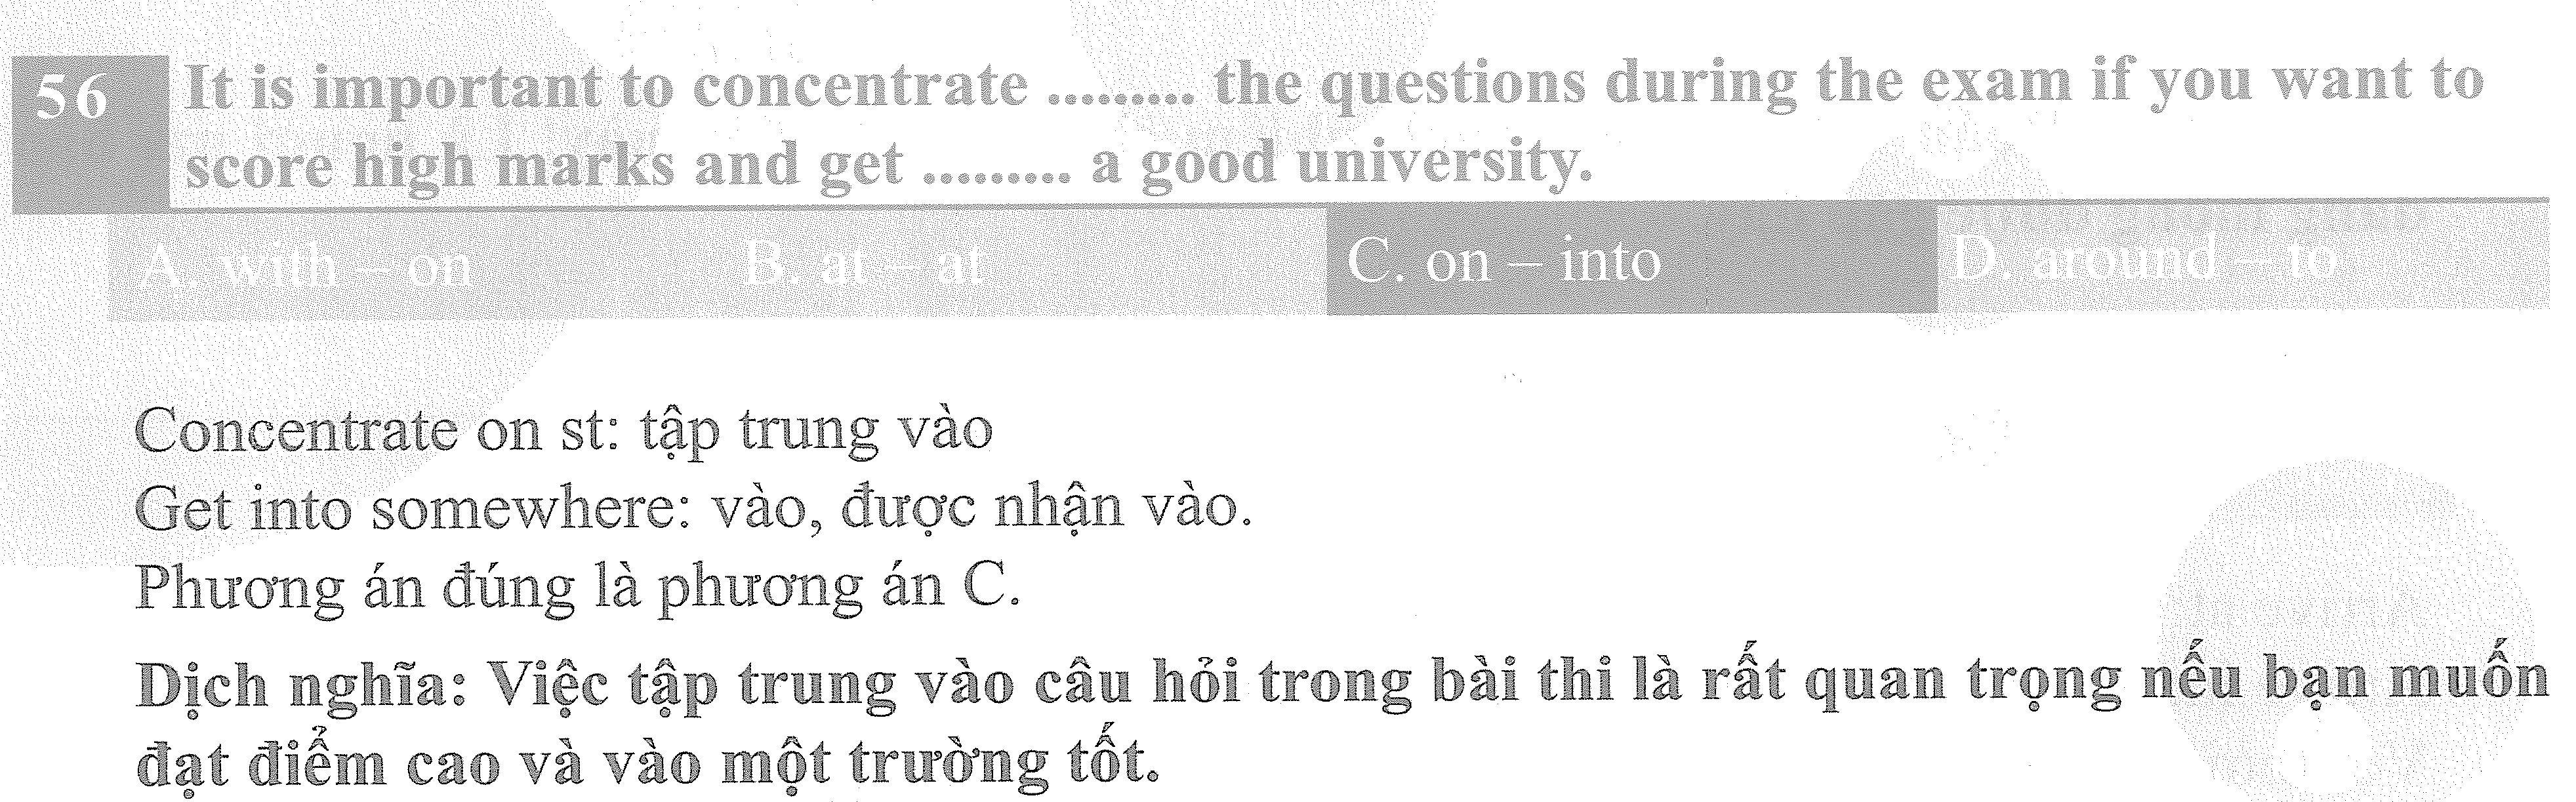 56 It is important to concentrate ......... the questions during the exam if you want to
score high marks and get ......... a good university.
A. with – on B. at – at C. on – into D. around – to
Concentrate on st: tập trung vào
Get into somewhere: vào, được nhận vào.
Phương án đúng là phương án C.
Dịch nghĩa: Việc tập trung vào câu hỏi trong bài thi là rất quan trọng nếu bạn muốn
đạt điểm cao và vào một trường tốt.